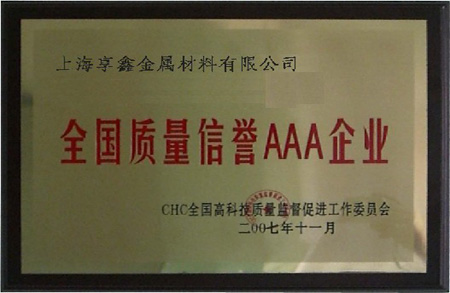 上海享鑫金属材料有限公司
全国质量信誉AAA企业
CHC全国高科技质量监督促进工作委员会
二00七年十一月